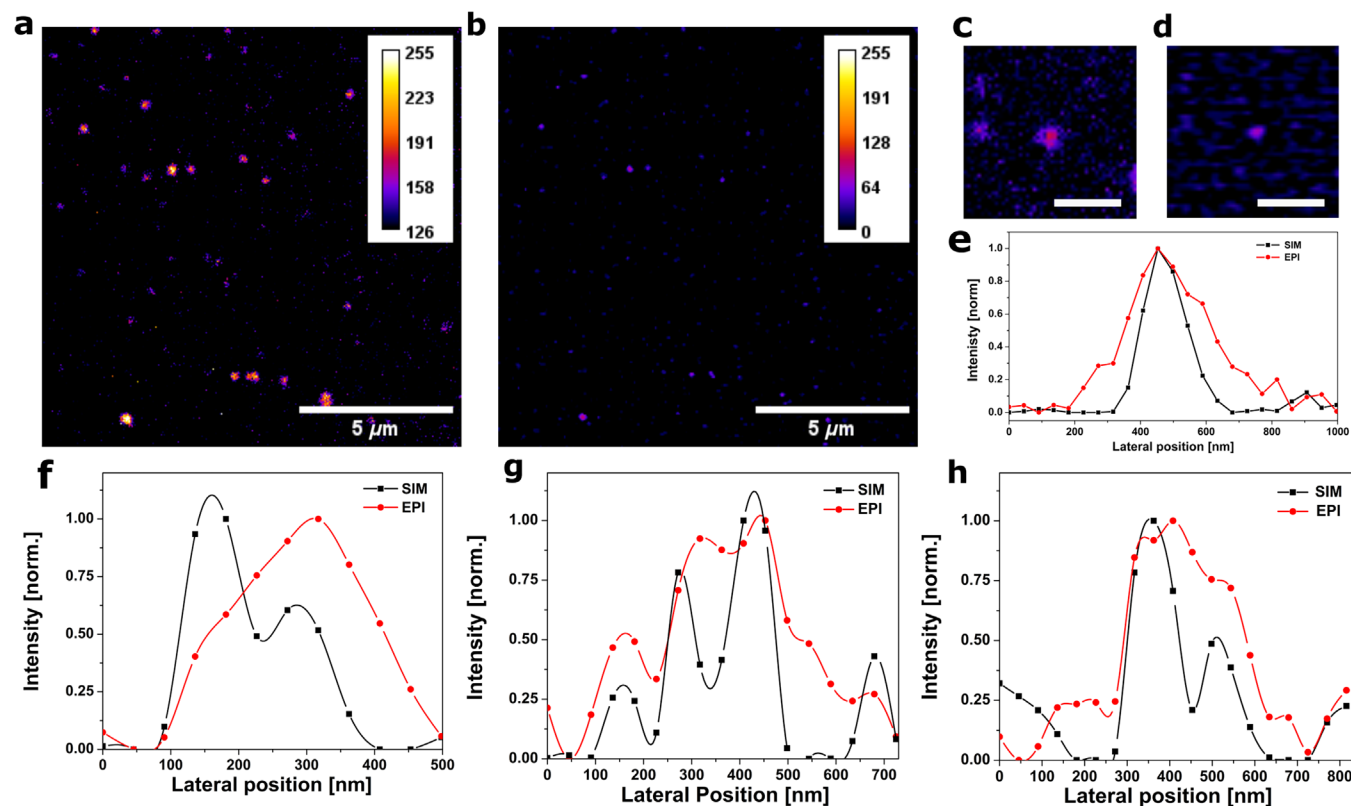 a
255
223
191
158
126
5 µm
b
255
191
128
64
0
5 µm
c
d
e
SIM
EPI
1.0
0.8
0.6
0.4
0.2
0.0
Intenisty [norm]
0 200 400 600 800 1000
Lateral position [nm]
f
SIM
EPI
1.00
0.75
0.50
0.25
0.00
Intensity [norm.]
0 100 200 300 400 500
Lateral position [nm]
g
SIM
EPI
1.00
0.75
0.50
0.25
0.00
Intensity [norm.]
0 100 200 300 400 500 600 700
Lateral Position [nm]
h
SIM
EPI
1.00
0.75
0.50
0.25
0.00
Intensity [norm.]
0 100 200 300 400 500 600 700 800
Lateral position [nm]